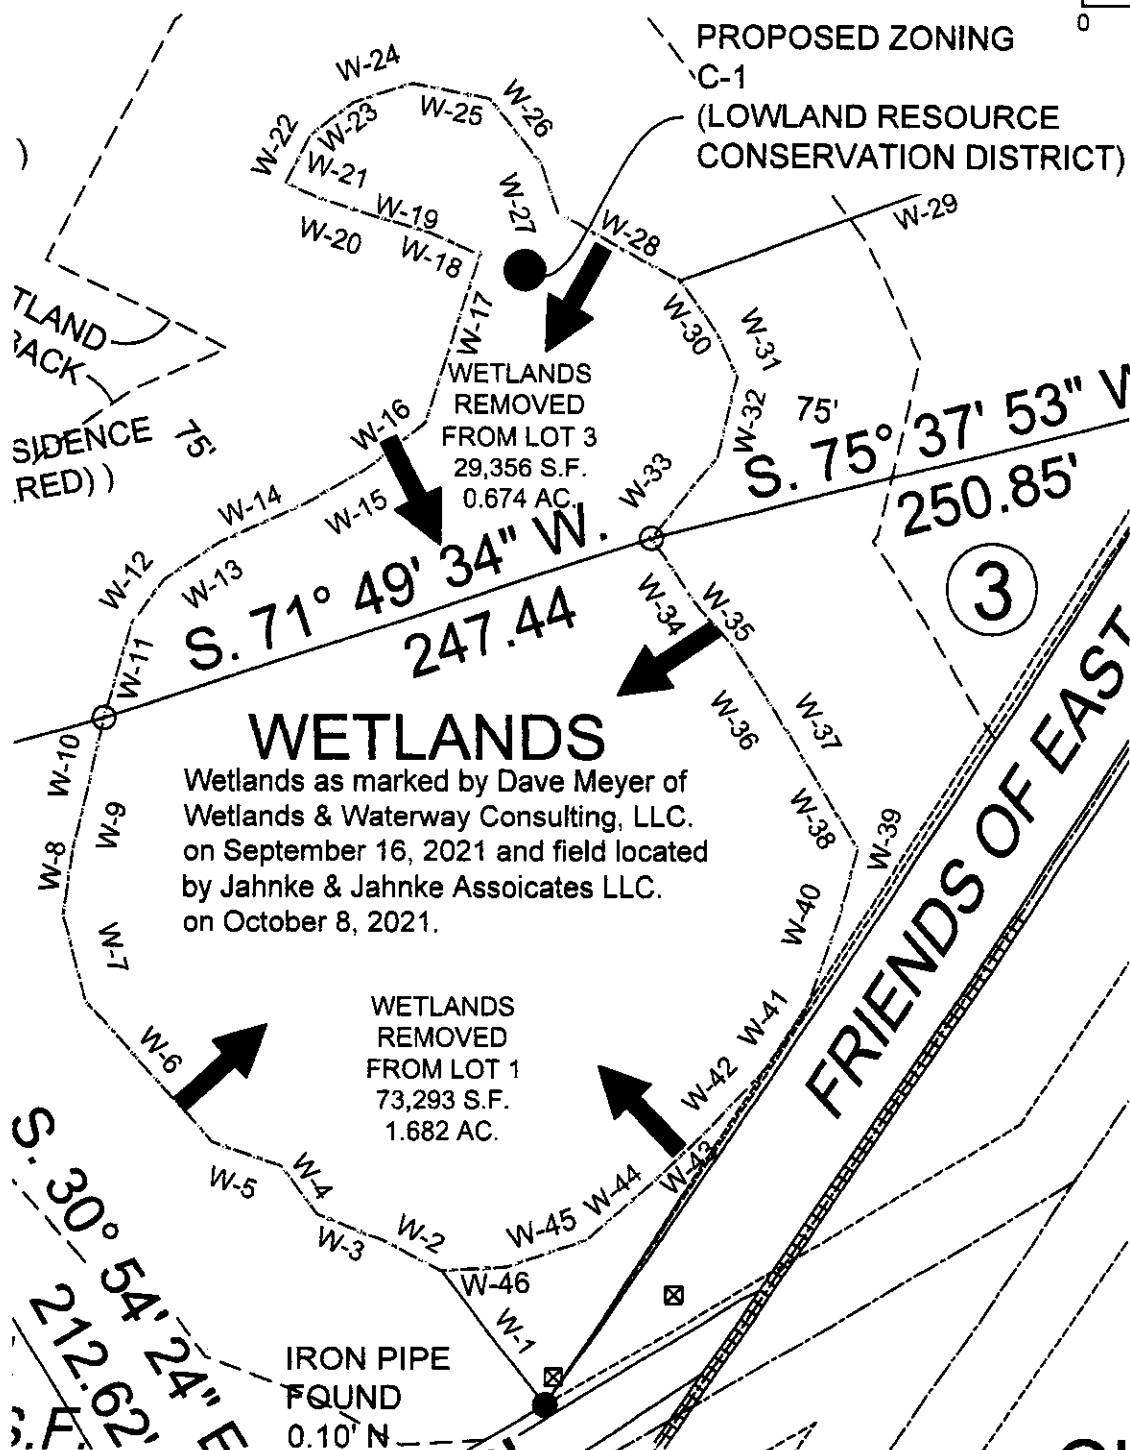 0
PROPOSED ZONING
C-1
(LOWLAND RESOURCE
CONSERVATION DISTRICT)
)
W-24
W-25
W-26
W-23
W-22
W-21
W-19
W-20
W-18
W-27
W-28
W-29
W-17
W-30
W-31
TLAND
BACK
SIDENCE
RED) )
75'
W-16
WETLANDS
REMOVED
FROM LOT 3
29,356 S.F.
0.674 AC.
W-32
75'
W-33
S. 75° 37' 53" W
250.85'
W-14
W-15
W-12
W-13
W-11
S. 71° 49' 34" W.
247.44
W-34
W-35
3
W-36
W-37
W-10
W-9
W-8
W-7
WETLANDS
Wetlands as marked by Dave Meyer of
Wetlands & Waterway Consulting, LLC.
on September 16, 2021 and field located
by Jahnke & Jahnke Assoicates LLC.
on October 8, 2021.
W-38
W-39
W-40
FRIENDS OF EAST
WETLANDS
REMOVED
FROM LOT 1
73,293 S.F.
1.682 AC.
W-41
W-42
W-43
W-44
W-45
W-46
W-6
W-5
W-4
W-3
W-2
W-1
S. 30° 54' 24" E
212.62'
S.F.
IRON PIPE
FOUND
0.10' N